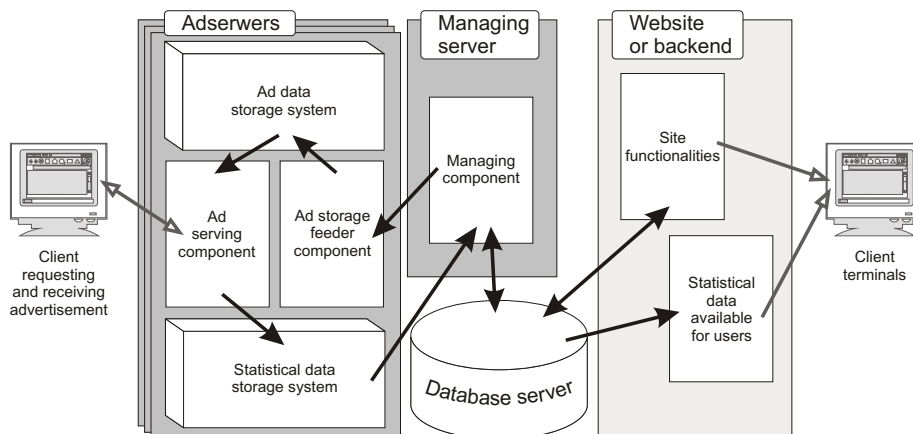 Adserwers
Managing
server
Website
or backend
Ad data
storage system
Managing
component
Site
functionalities
Ad
serving
component
Ad storage
feeder
component
Client
requesting
and receiving
advertisement
Client
terminals
Statistical
data
available
for users
Statistical data
storage system
Database server